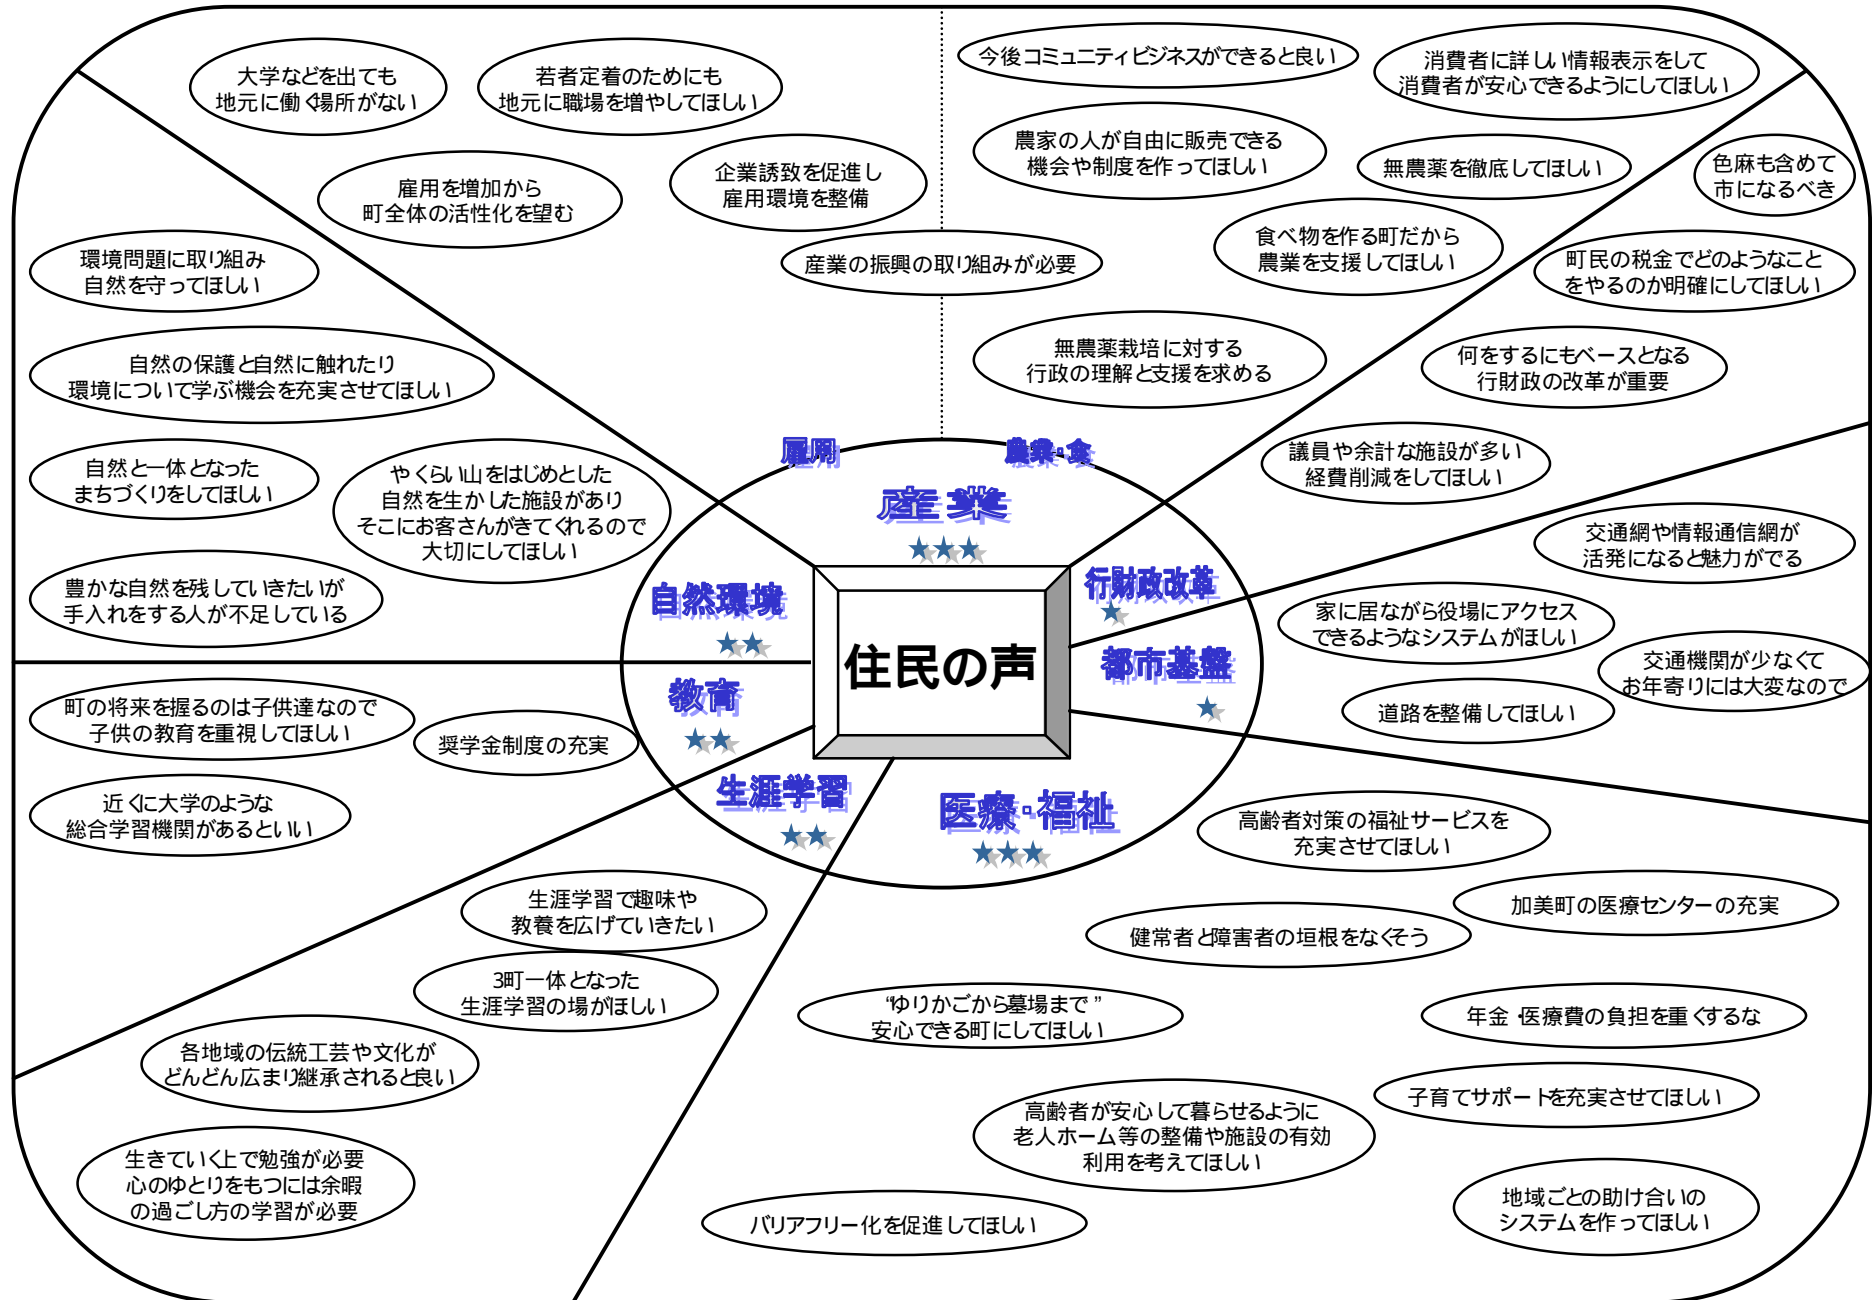 大学などを出ても
地元に働く場所がない
若者定着のためにも
地元に職場を増やしてほしい
雇用を増加から
町全体の活性化を望む
企業誘致を促進し
雇用環境を整備
産業の振興の取り組みが必要
今後コミュニティビジネスができると良い
消費者に詳しい情報表示をして
消費者が安心できるようにしてほしい
農家の人が自由に販売できる
機会や制度を作ってほしい
無農薬を徹底してほしい
食べ物を作る町だから
農業を支援してほしい
無農薬栽培に対する
行政の理解と支援を求める
色麻も含めて
市になるべき
町民の税金でどのようなこと
をやるのか明確にしてほしい
何をするにもベースとなる
行財政の改革が重要
議員や余計な施設が多い
経費削減をしてほしい
環境問題に取り組み
自然を守ってほしい
自然の保護と自然に触れたり
環境について学ぶ機会を充実させてほしい
自然と一体となった
まちづくりをしてほしい
やくらい山をはじめとした
自然を生かした施設があり
そこにお客さんがきてくれるので
大切にしてほしい
豊かな自然を残していきたいが
手入れをする人が不足している
雇用
農業・食
産業
★★★
自然環境
★★
行財政改革
★
住民の声
都市基盤
★
教育
★★
生涯学習
★★
医療・福祉
★★★
交通網や情報通信網が
活発になると魅力がでる
家に居ながら役場にアクセス
できるようなシステムがほしい
交通機関が少なくて
お年寄りには大変なので
道路を整備してほしい
町の将来を握るのは子供達なので
子供の教育を重視してほしい
奨学金制度の充実
近くに大学のような
総合学習機関があるといい
生涯学習で趣味や
教養を広げていきたい
3町一体となった
生涯学習の場がほしい
各地域の伝統工芸や文化が
どんどん広まり継承されると良い
生きていく上で勉強が必要
心のゆとりをもつには余暇
の過ごし方の学習が必要
高齢者対策の福祉サービスを
充実させてほしい
加美町の医療センターの充実
健常者と障害者の垣根をなくそう
“ゆりかごから墓場まで”
安心できる町にしてほしい
年金・医療費の負担を重くするな
子育てサポートを充実させてほしい
高齢者が安心して暮らせるように
老人ホーム等の整備や施設の有効
利用を考えてほしい
地域ごとの助け合いの
システムを作ってほしい
バリアフリー化を促進してほしい